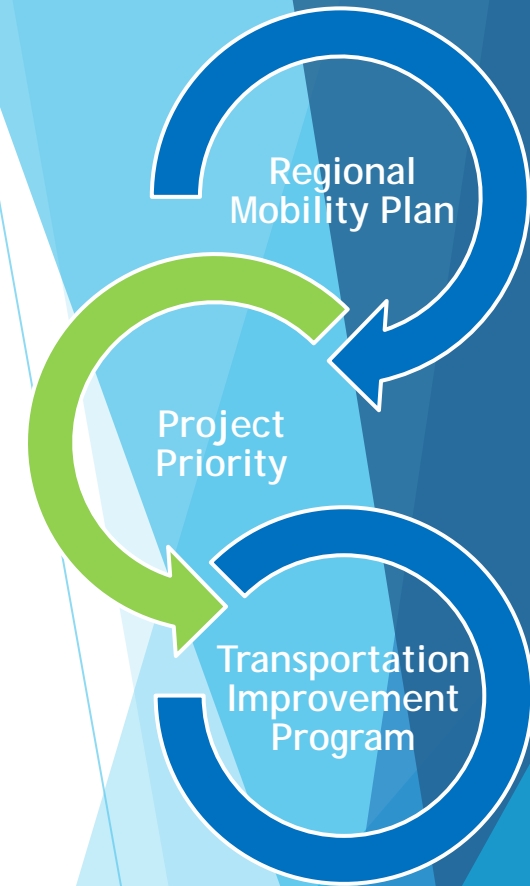 Regional
Mobility Plan
Project
Priority
Transportation
Improvement
Program